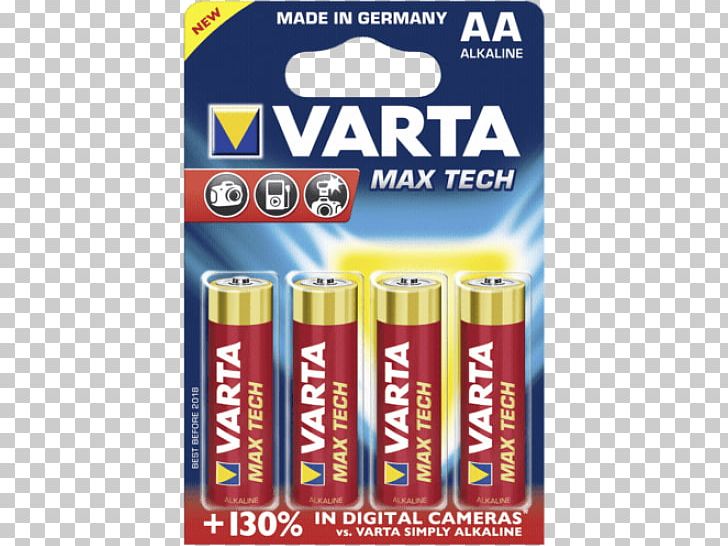 NEW
MADE IN GERMANY
AA
ALKALINE
VARTA
MAX TECH
BEST BEFORE 2018
VARTA
MAX TECH
ALKALINE
VARTA
MAX TECH
ALKALINE
VARTA
MAX TECH
ALKALINE
VARTA
MAX TECH
ALKALINE
+130% IN DIGITAL CAMERAS*
vs. VARTA SIMPLY ALKALINE